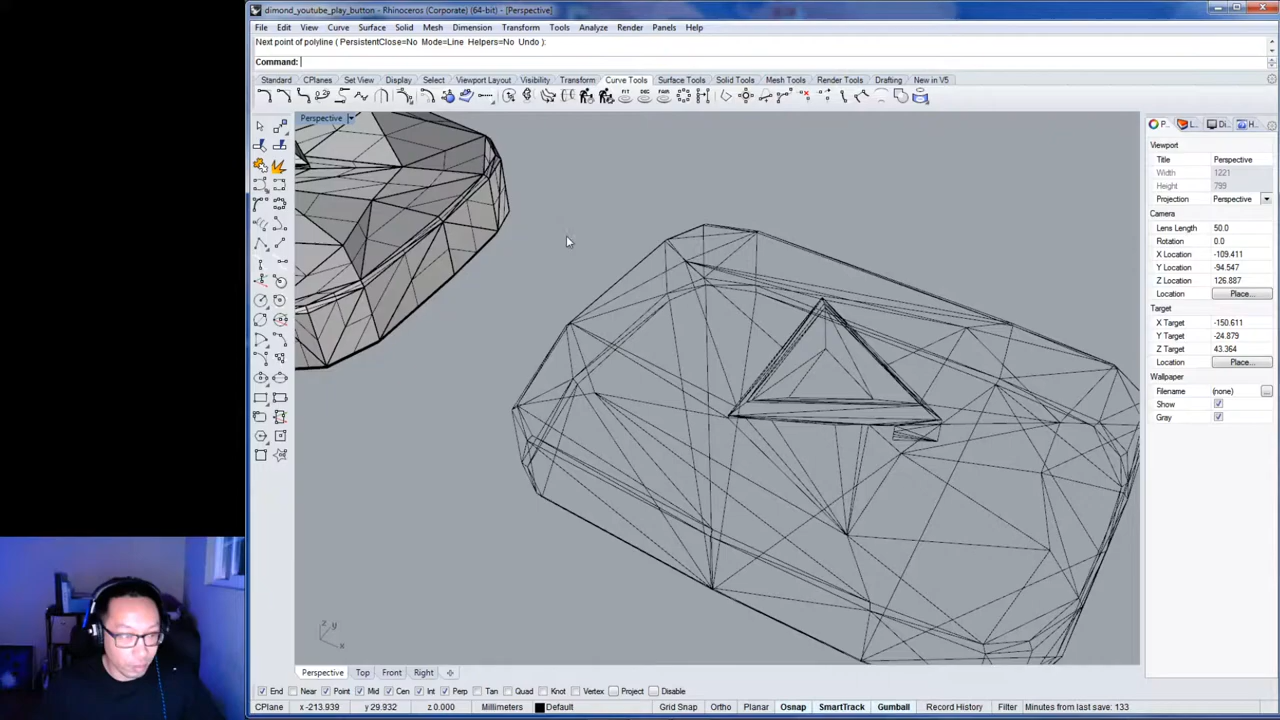 dimond_youtube_play_button - Rhinoceros (Corporate) (64-bit) - [Perspective]
File Edit View Curve Surface Solid Mesh Dimension Transform Tools Analyze Render Panels Help
Next point of polyline ( PersistentClose=No Mode=Line Helpers=No Undo ):
Command:
Standard CPlanes Set View Display Select Viewport Layout Visibility Transform Curve Tools Surface Tools Solid Tools Mesh Tools Render Tools Drafting New in V5
Perspective
P... L... Di... H...
Viewport
Title Perspective
Width 1221
Height 799
Projection Perspective
Camera
Lens Length 50.0
Rotation 0.0
X Location -109.411
Y Location -94.547
Z Location 126.887
Location Place...
Target
X Target -150.611
Y Target -24.879
Z Target 43.364
Location Place...
Wallpaper
Filename (none) ...
Show
Gray
z y x
Perspective Top Front Right
End Near Point Mid Cen Int Perp Tan Quad Knot Vertex Project Disable
CPlane x -213.939 y 29.932 z 0.000 Millimeters Default Grid Snap Ortho Planar Osnap SmartTrack Gumball Record History Filter Minutes from last save: 133